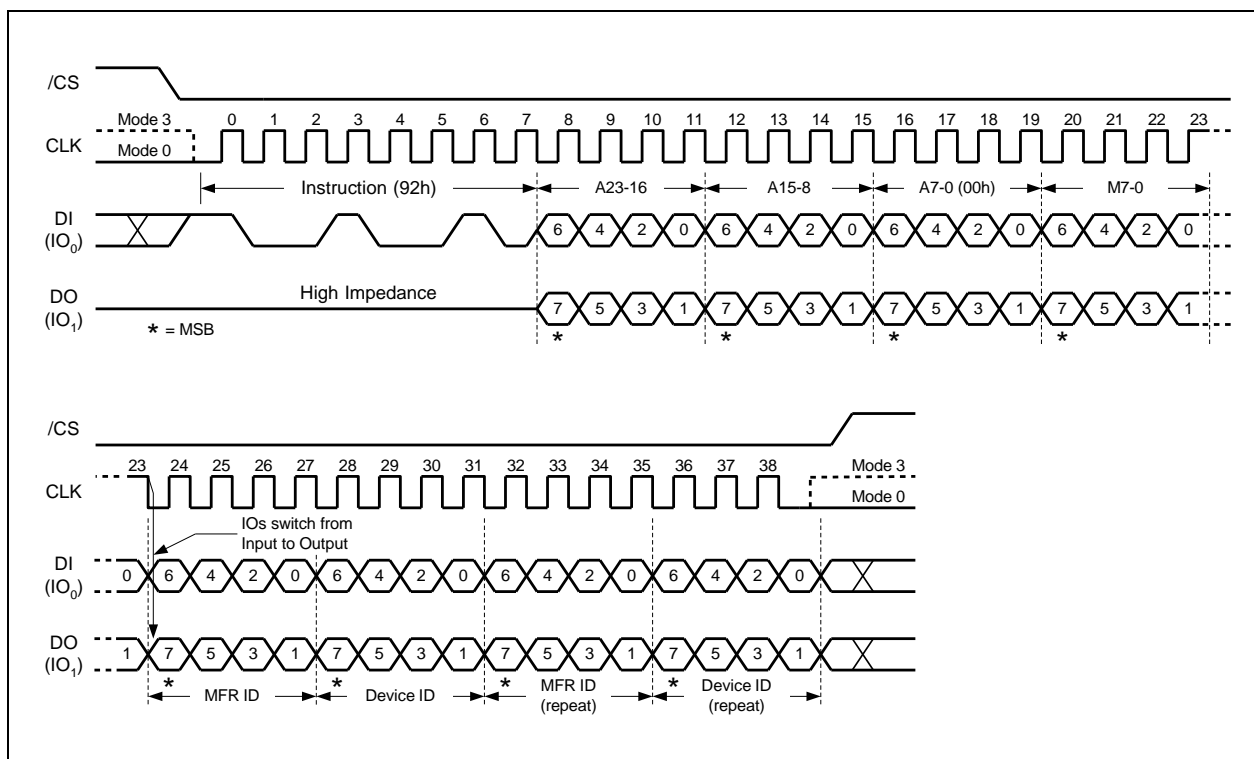 /CS
Mode 3
0 1 2 3 4 5 6 7 8 9 10 11 12 13 14 15 16 17 18 19 20 21 22 23
CLK
Mode 0
Instruction (92h) A23-16 A15-8 A7-0 (00h) M7-0
DI
(IO0)
6 4 2 0 6 4 2 0 6 4 2 0 6 4 2 0
High Impedance
DO
(IO1)
7 5 3 1 7 5 3 1 7 5 3 1 7 5 3 1
* = MSB
* * * *
/CS
23 24 25 26 27 28 29 30 31 32 33 34 35 36 37 38
Mode 3
CLK
Mode 0
IOs switch from
Input to Output
DI
(IO0)
0 6 4 2 0 6 4 2 0 6 4 2 0 6 4 2 0
DO
(IO1)
1 7 5 3 1 7 5 3 1 7 5 3 1 7 5 3 1
* * * *
MFR ID Device ID MFR ID
(repeat)
Device ID
(repeat)